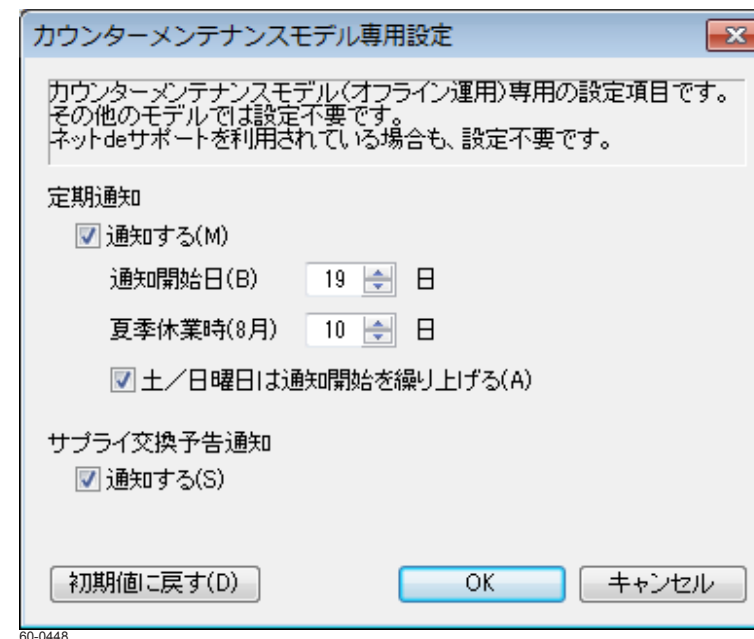 カウンターメンテナンスモデル専用設定
カウンターメンテナンスモデル(オフライン運用)専用の設定項目です。
その他のモデルでは設定不要です。
ネットdeサポートを利用されている場合も、設定不要です。
定期通知
通知する(M)
通知開始日(B) 19 日
夏季休業時(8月) 10 日
土／日曜日は通知開始を繰り上げる(A)
サプライ交換予告通知
通知する(S)
初期値に戻す(D) OK キャンセル
60-0448